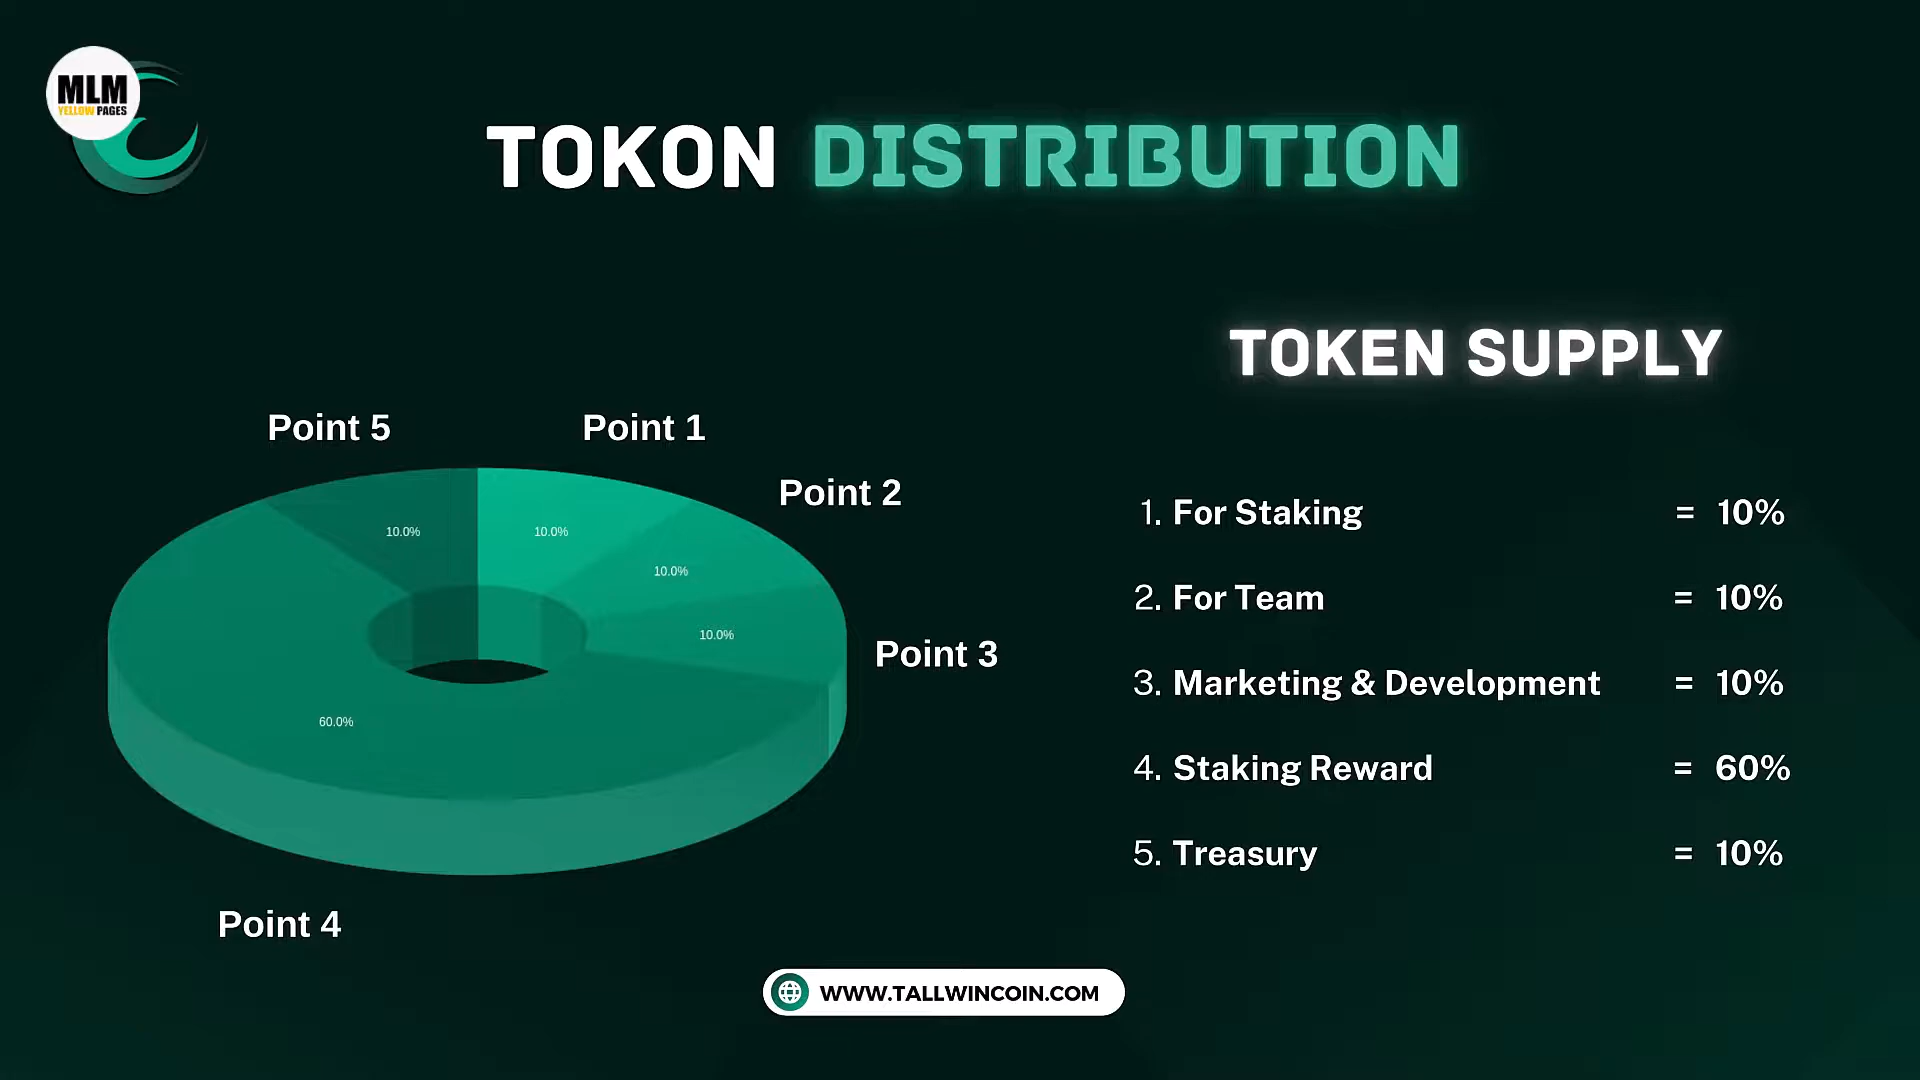 MLM
YELLOW PAGES
TOKON DISTRIBUTION
TOKEN SUPPLY
Point 5
Point 1
Point 2
Point 3
Point 4
10.0%
10.0%
10.0%
10.0%
60.0%
1. For Staking = 10%
2. For Team = 10%
3. Marketing & Development = 10%
4. Staking Reward = 60%
5. Treasury = 10%
WWW.TALLWINCOIN.COM